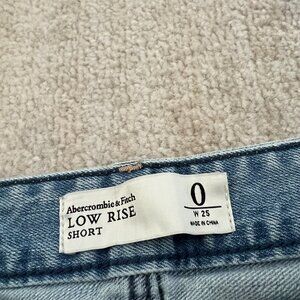 Abercrombie & Fitch
LOW RISE
SHORT
0
W 25
MADE IN CHINA